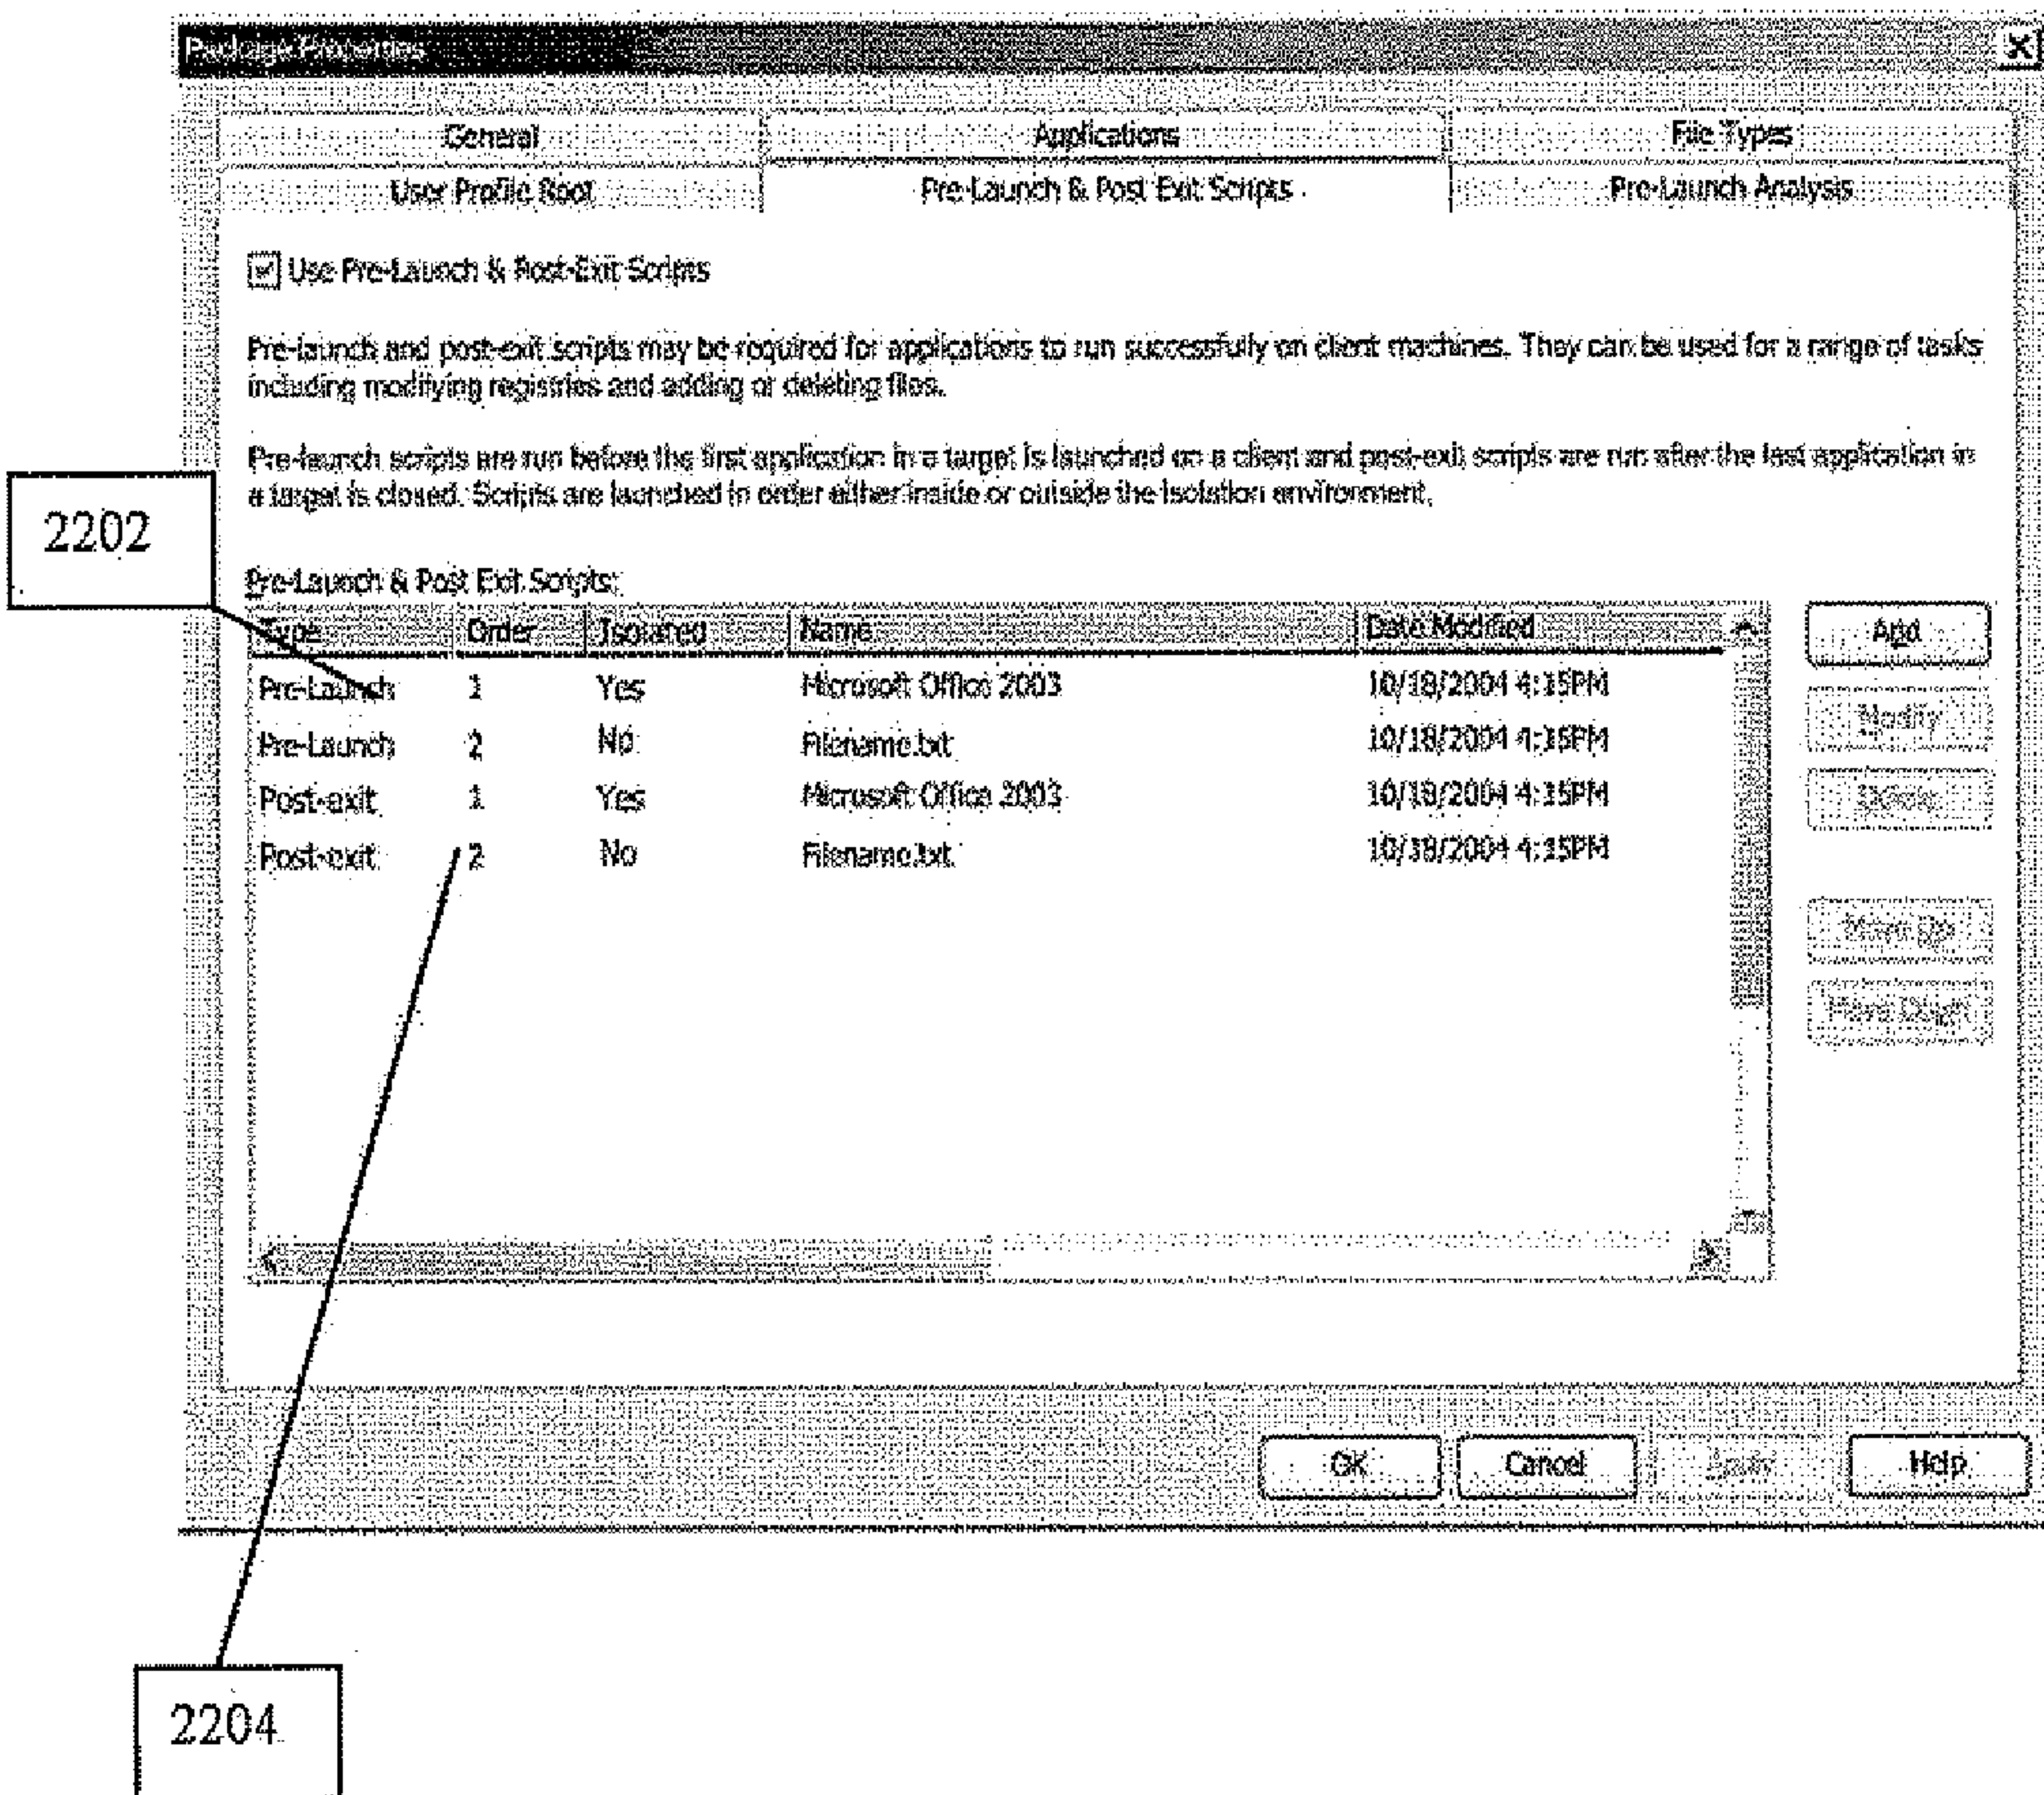 Package Properties
General Applications File Types
User Profile Root Pre-Launch & Post Exit Scripts Pre-Launch Analysis
Use Pre-Launch & Post-Exit Scripts
Pre-launch and post-exit scripts may be required for applications to run successfully on client machines. They can be used for a range of tasks
including modifying registries and adding or deleting files.
Pre-launch scripts are run before the first application in a target is launched on a client and post-exit scripts are run after the last application in
a target is closed. Scripts are launched in order either inside or outside the isolation environment.
2202
Pre-Launch & Post Exit Scripts:
Type Order Isolated Name Date Modified
Add
Pre-Launch 1 Yes Microsoft Office 2003 10/18/2004 4:15PM
Modify
Pre-Launch 2 No Filename.txt 10/18/2004 4:15PM
Post-exit 1 Yes Microsoft Office 2003 10/18/2004 4:15PM
Delete
Post-exit 2 No Filename.txt 10/18/2004 4:15PM
Move Up
Move Down
OK Cancel Apply Help
2204